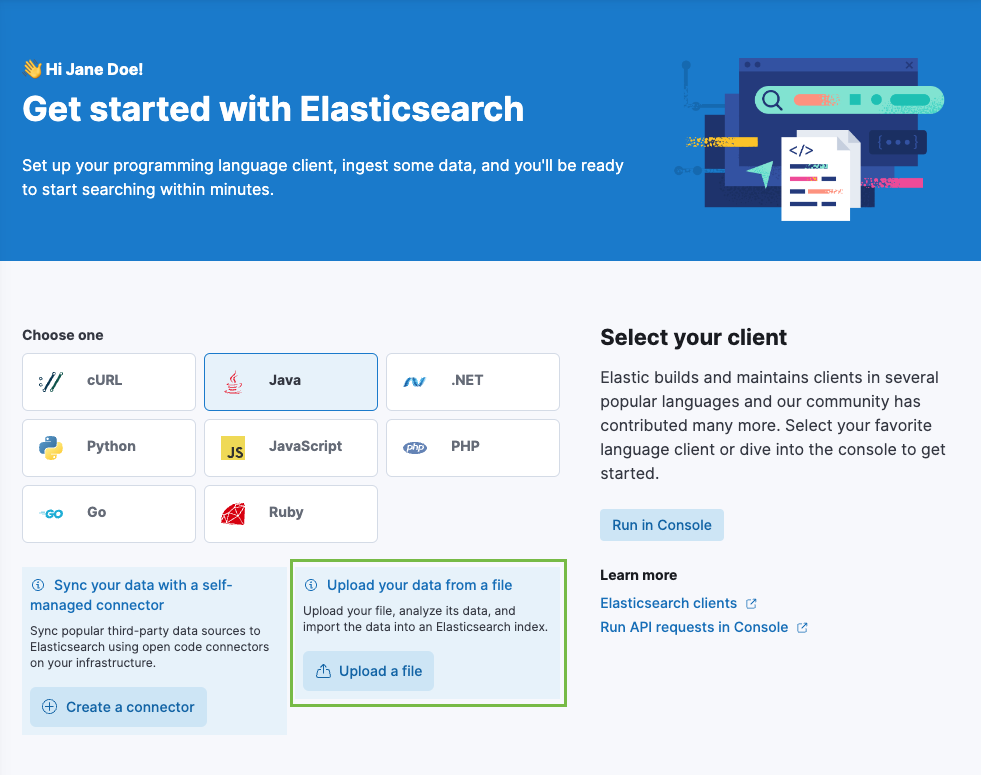 👋 Hi Jane Doe!
Get started with Elasticsearch
Set up your programming language client, ingest some data, and you'll be ready
to start searching within minutes.
</>
{•••}
Choose one
cURL
Java
.NET
Python
JS
JavaScript
php
PHP
GO
Go
Ruby
Sync your data with a self-
managed connector
Sync popular third-party data sources to
Elasticsearch using open code connectors
on your infrastructure.
Create a connector
Upload your data from a file
Upload your file, analyze its data, and
import the data into an Elasticsearch index.
Upload a file
Select your client
Elastic builds and maintains clients in several
popular languages and our community has
contributed many more. Select your favorite
language client or dive into the console to get
started.
Run in Console
Learn more
Elasticsearch clients
Run API requests in Console